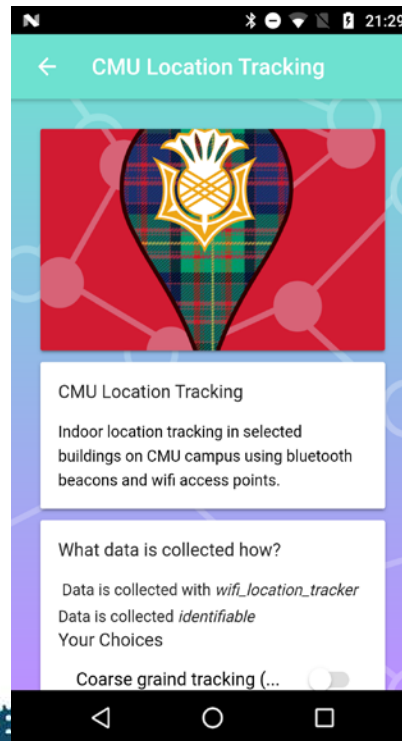 21:29
CMU Location Tracking
CMU Location Tracking
Indoor location tracking in selected
buildings on CMU campus using bluetooth
beacons and wifi access points.
What data is collected how?
Data is collected with wifi_location_tracker
Data is collected identifiable
Your Choices
Coarse graind tracking (...